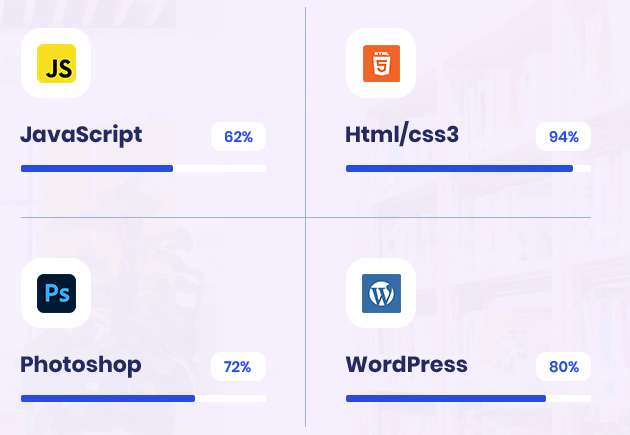 JS
HTML
5
JavaScript 62%
Html/css3 94%
Ps
W
Photoshop 72%
WordPress 80%